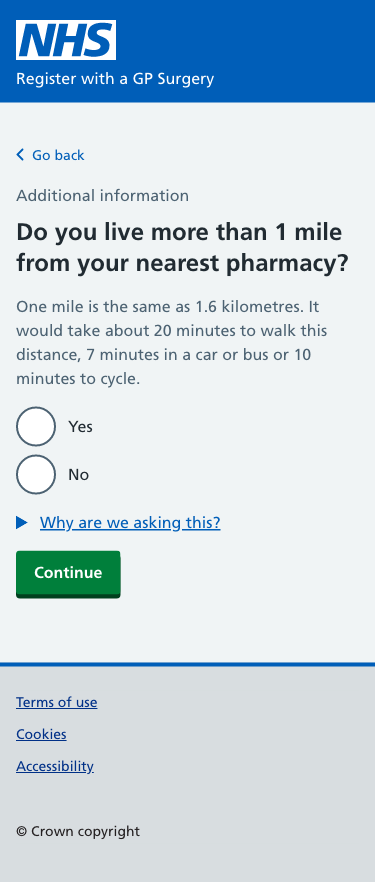 NHS
Register with a GP Surgery
Go back
Additional information
Do you live more than 1 mile
from your nearest pharmacy?
One mile is the same as 1.6 kilometres. It
would take about 20 minutes to walk this
distance, 7 minutes in a car or bus or 10
minutes to cycle.
Yes
No
Why are we asking this?
Continue
Terms of use
Cookies
Accessibility
© Crown copyright